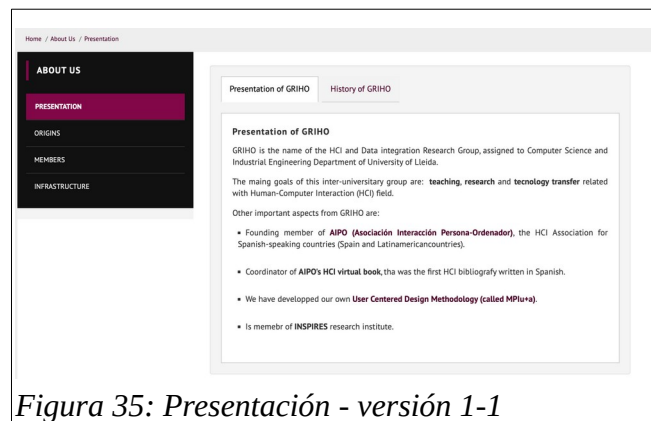 Home / About Us / Presentation
ABOUT US
PRESENTATION
ORIGINS
MEMBERS
INFRASTRUCTURE
Presentation of GRIHO
History of GRIHO
Presentation of GRIHO
GRIHO is the name of the HCI and Data integration Research Group, assigned to Computer Science and
Industrial Engineering Department of University of Lleida.
The maing goals of this inter-universitary group are: teaching, research and tecnology transfer related
with Human-Computer Interaction (HCI) field.
Other important aspects from GRIHO are:
▪ Founding member of AIPO (Asociación Interacción Persona-Ordenador), the HCI Association for
Spanish-speaking countries (Spain and Latinamericancountries).
▪ Coordinator of AIPO's HCI virtual book, tha was the first HCI bibliografy written in Spanish.
▪ We have developped our own User Centered Design Methodology (called MPIu+a).
▪ Is memebr of INSPIRES research institute.
Figura 35: Presentación - versión 1-1